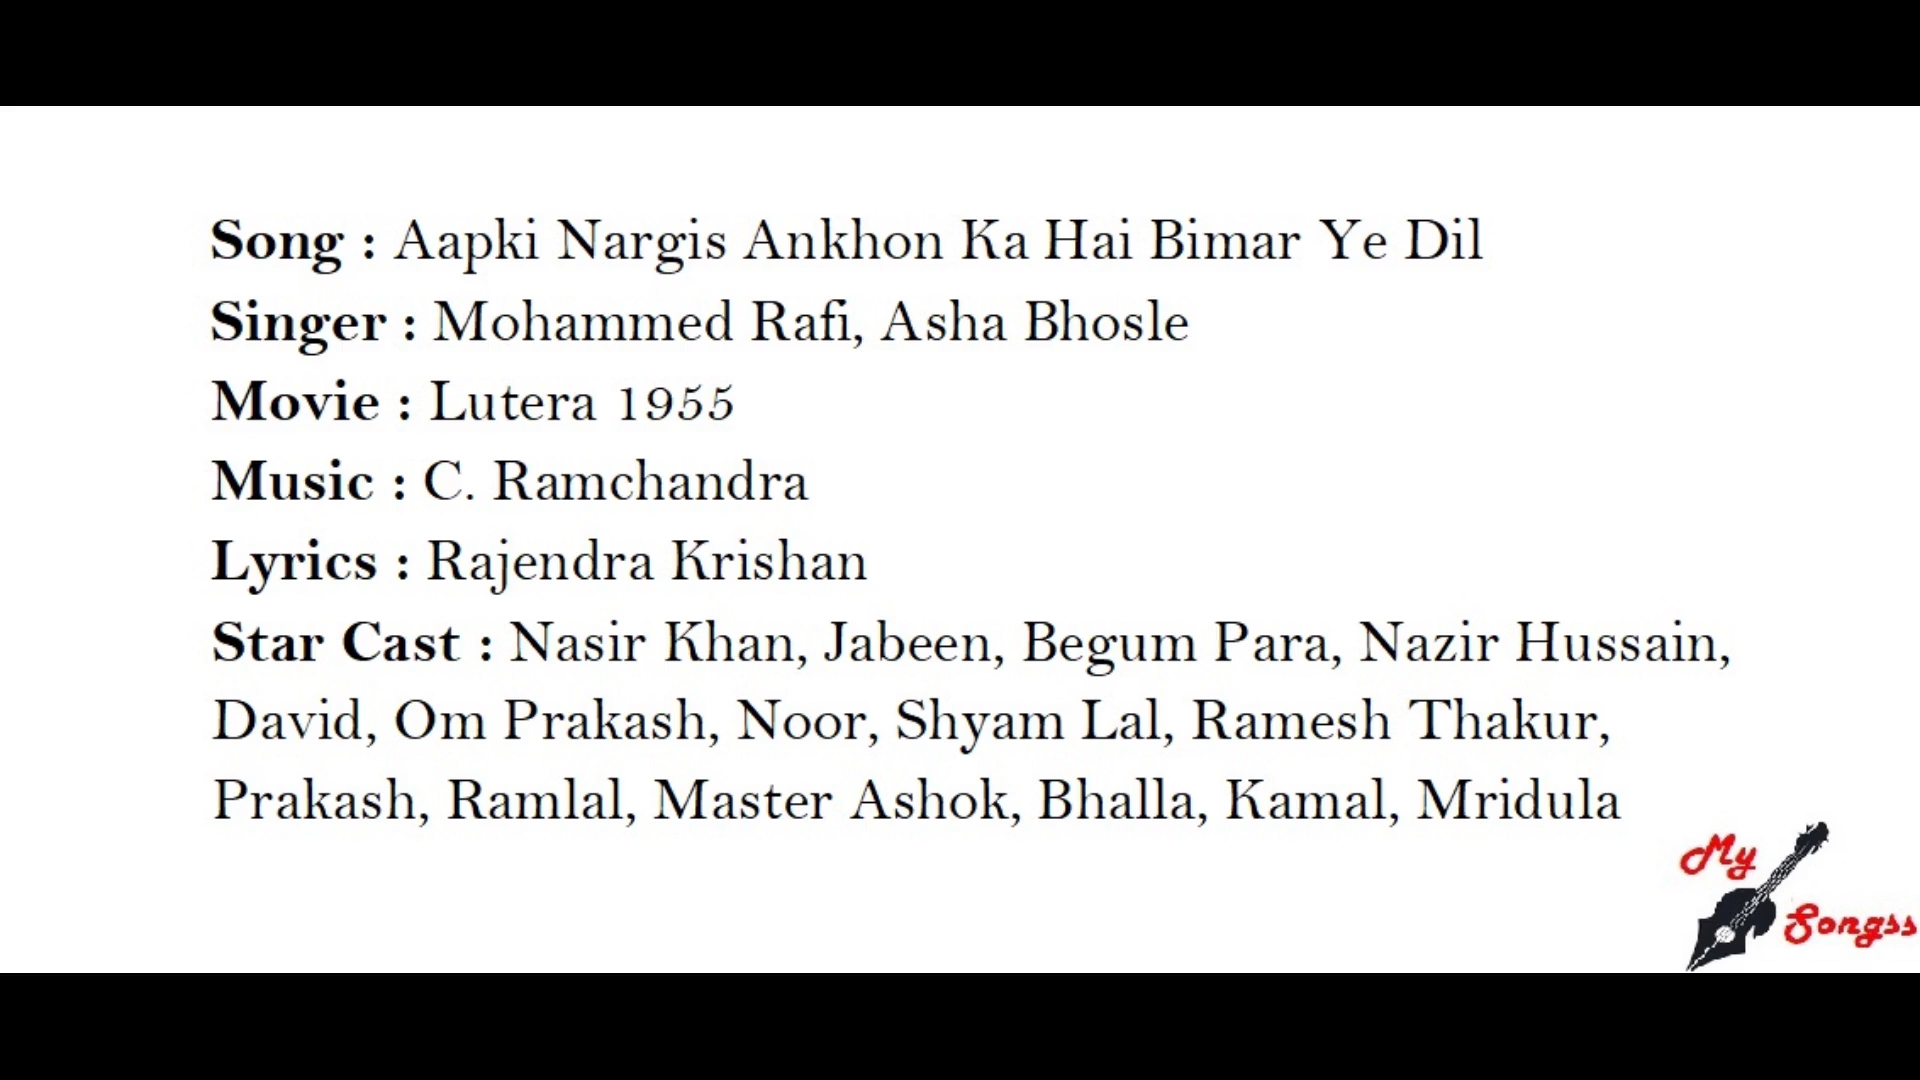 Song : Aapki Nargis Ankhon Ka Hai Bimar Ye Dil
Singer : Mohammed Rafi, Asha Bhosle
Movie : Lutera 1955
Music : C. Ramchandra
Lyrics : Rajendra Krishan
Star Cast : Nasir Khan, Jabeen, Begum Para, Nazir Hussain,
David, Om Prakash, Noor, Shyam Lal, Ramesh Thakur,
Prakash, Ramlal, Master Ashok, Bhalla, Kamal, Mridula
My
Songss